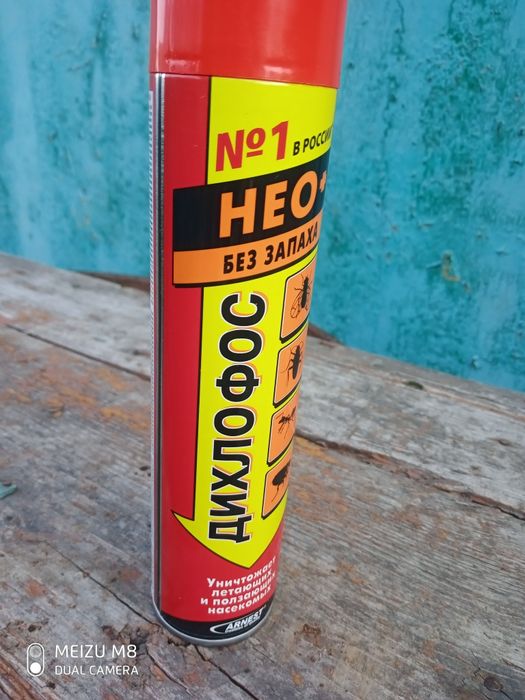 №1 В РОССИИ
НЕО+
БЕЗ ЗАПАХА
ДИХЛОФОС
Уничтожает
летающих
и ползающих
насекомых
ARNEST
MEIZU M8
DUAL CAMERA